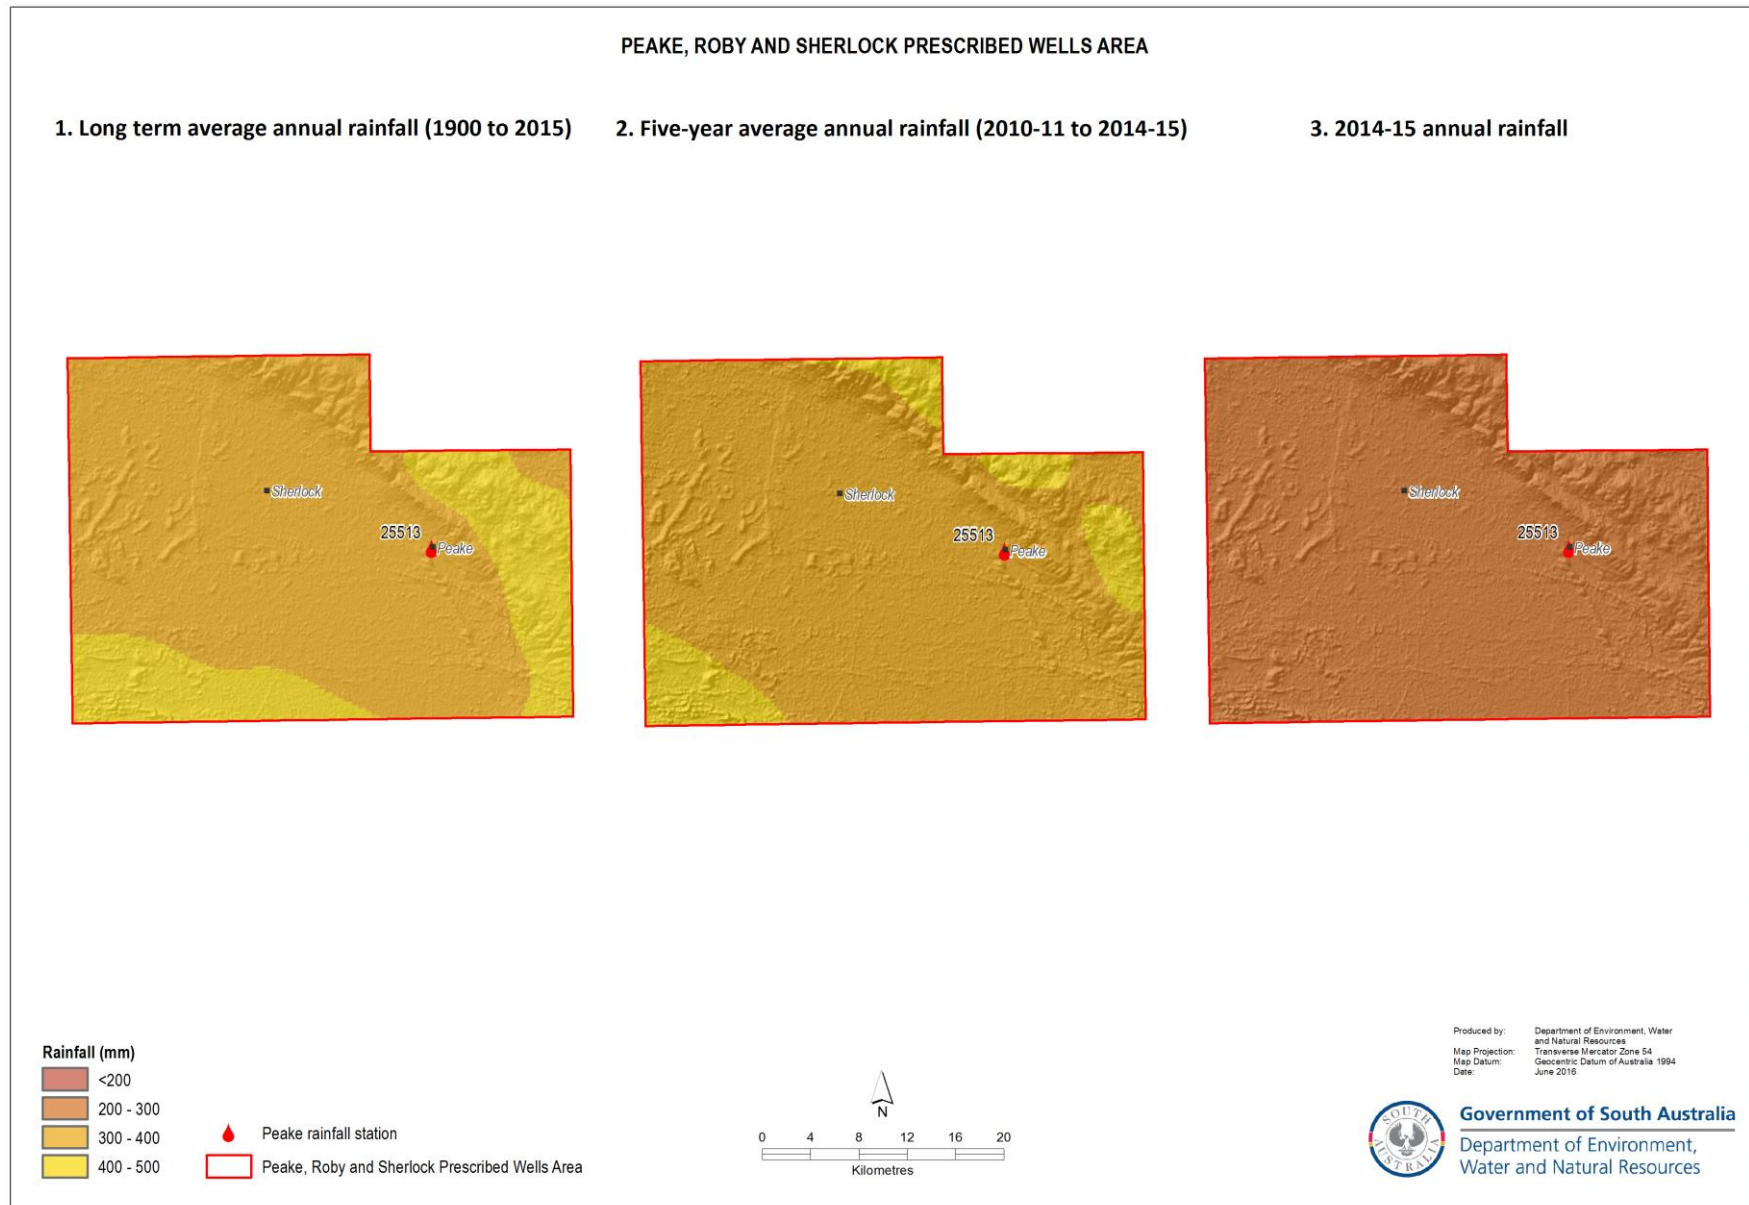 PEAKE, ROBY AND SHERLOCK PRESCRIBED WELLS AREA
1. Long term average annual rainfall (1900 to 2015)
2. Five-year average annual rainfall (2010-11 to 2014-15)
3. 2014-15 annual rainfall
Sherlock
25513
Peake
Sherlock
25513
Peake
Sherlock
25513
Peake
Rainfall (mm)
<200
200 - 300
300 - 400
400 - 500
Peake rainfall station
Peake, Roby and Sherlock Prescribed Wells Area
N
0 4 8 12 16 20
Kilometres
Produced by: Department of Environment, Water
and Natural Resources
Map Projection: Transverse Mercator Zone 54
Map Datum: Geocentric Datum of Australia 1994
Date: June 2016
SOUTH AUSTRALIA
Government of South Australia
Department of Environment,
Water and Natural Resources